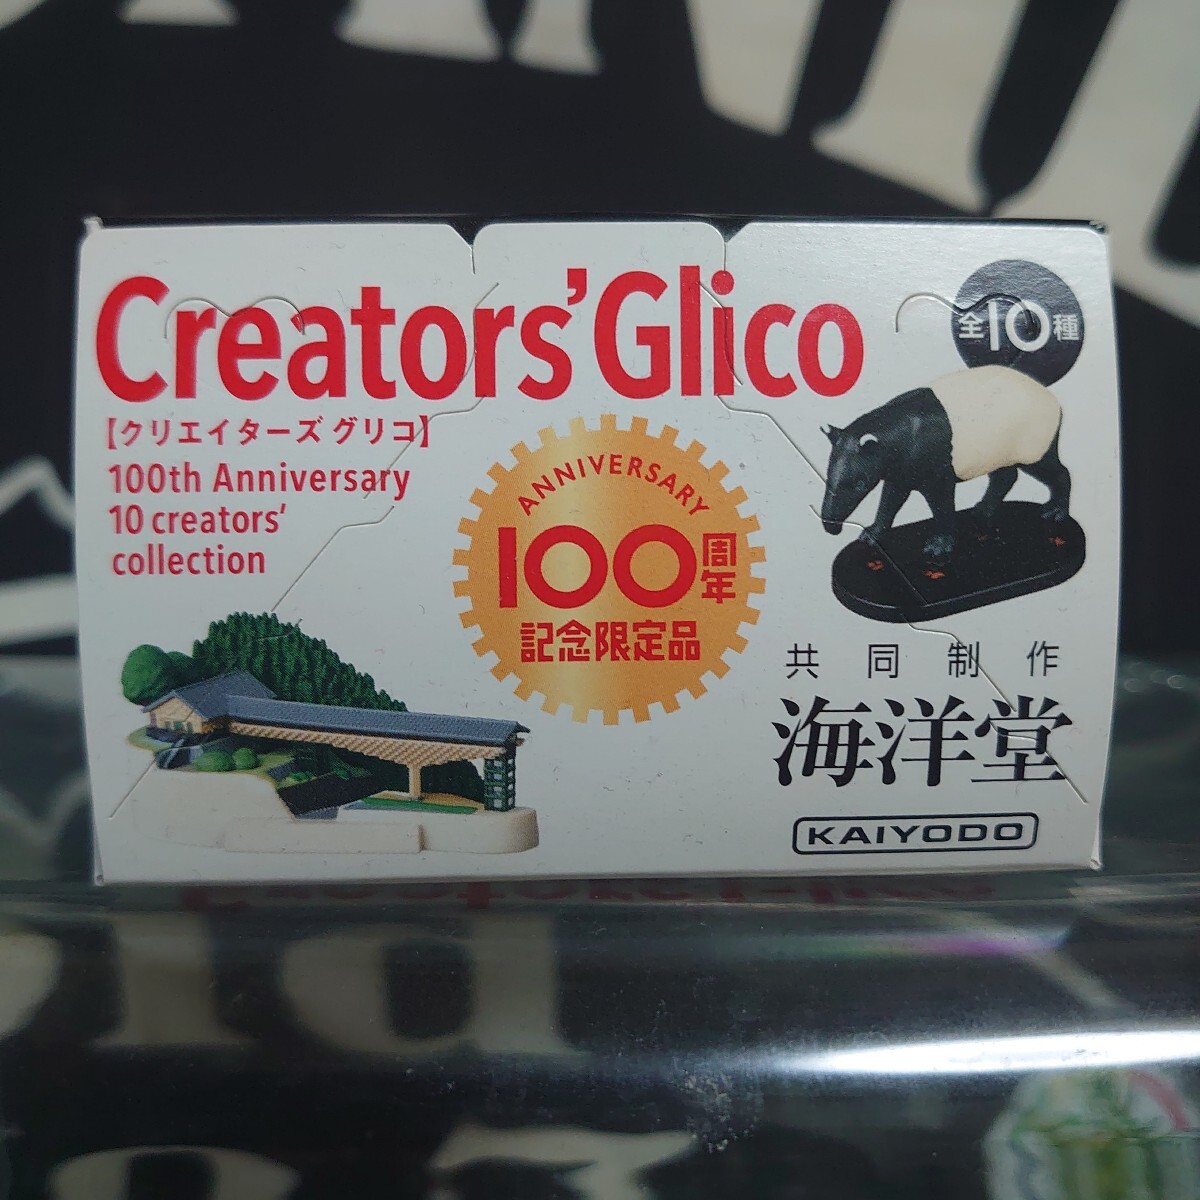 Creators'Glico
【クリエイターズ グリコ】
100th Anniversary
10 creators'
collection
全10種
ANNIVERSARY
100周年
記念限定品
共同制作
海洋堂
KAIYODO